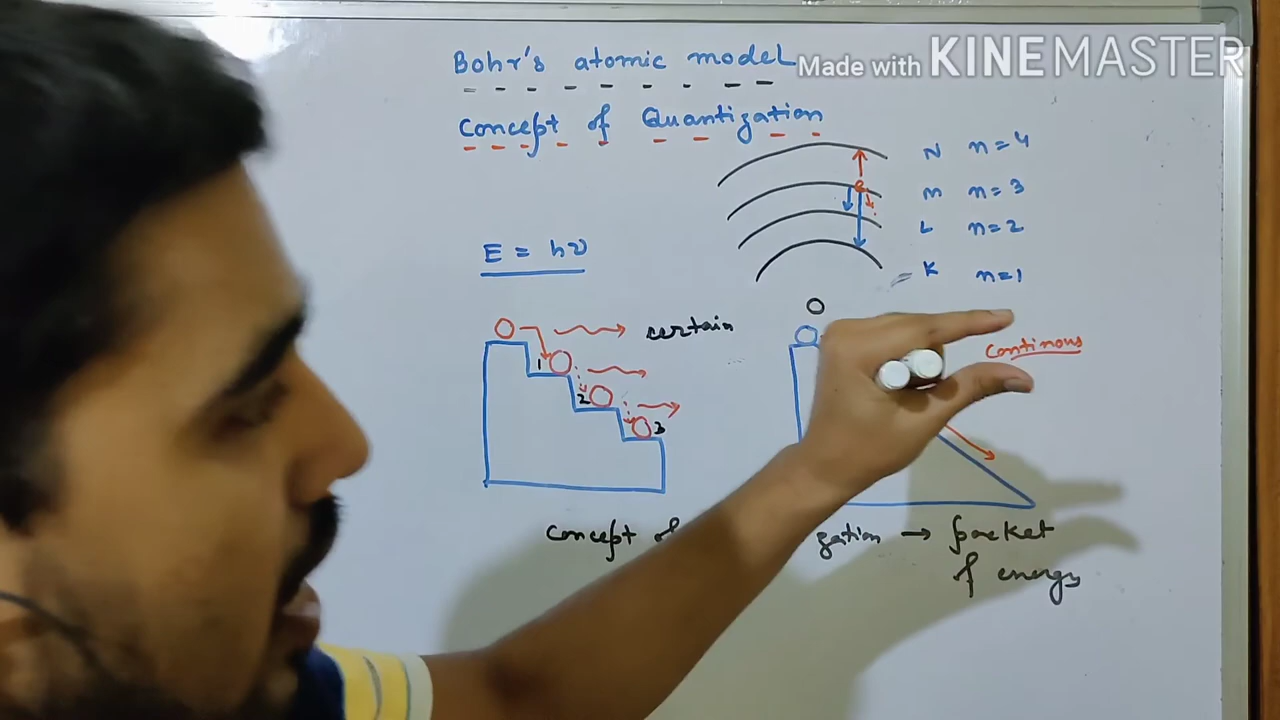 Bohr's atomic model
Made with KINEMASTER
Concept of Quantization
N n=4
M n=3
L n=2
K n=1
E = hν
certain
continous
1
2
3
concept of
zation → packet
of energy